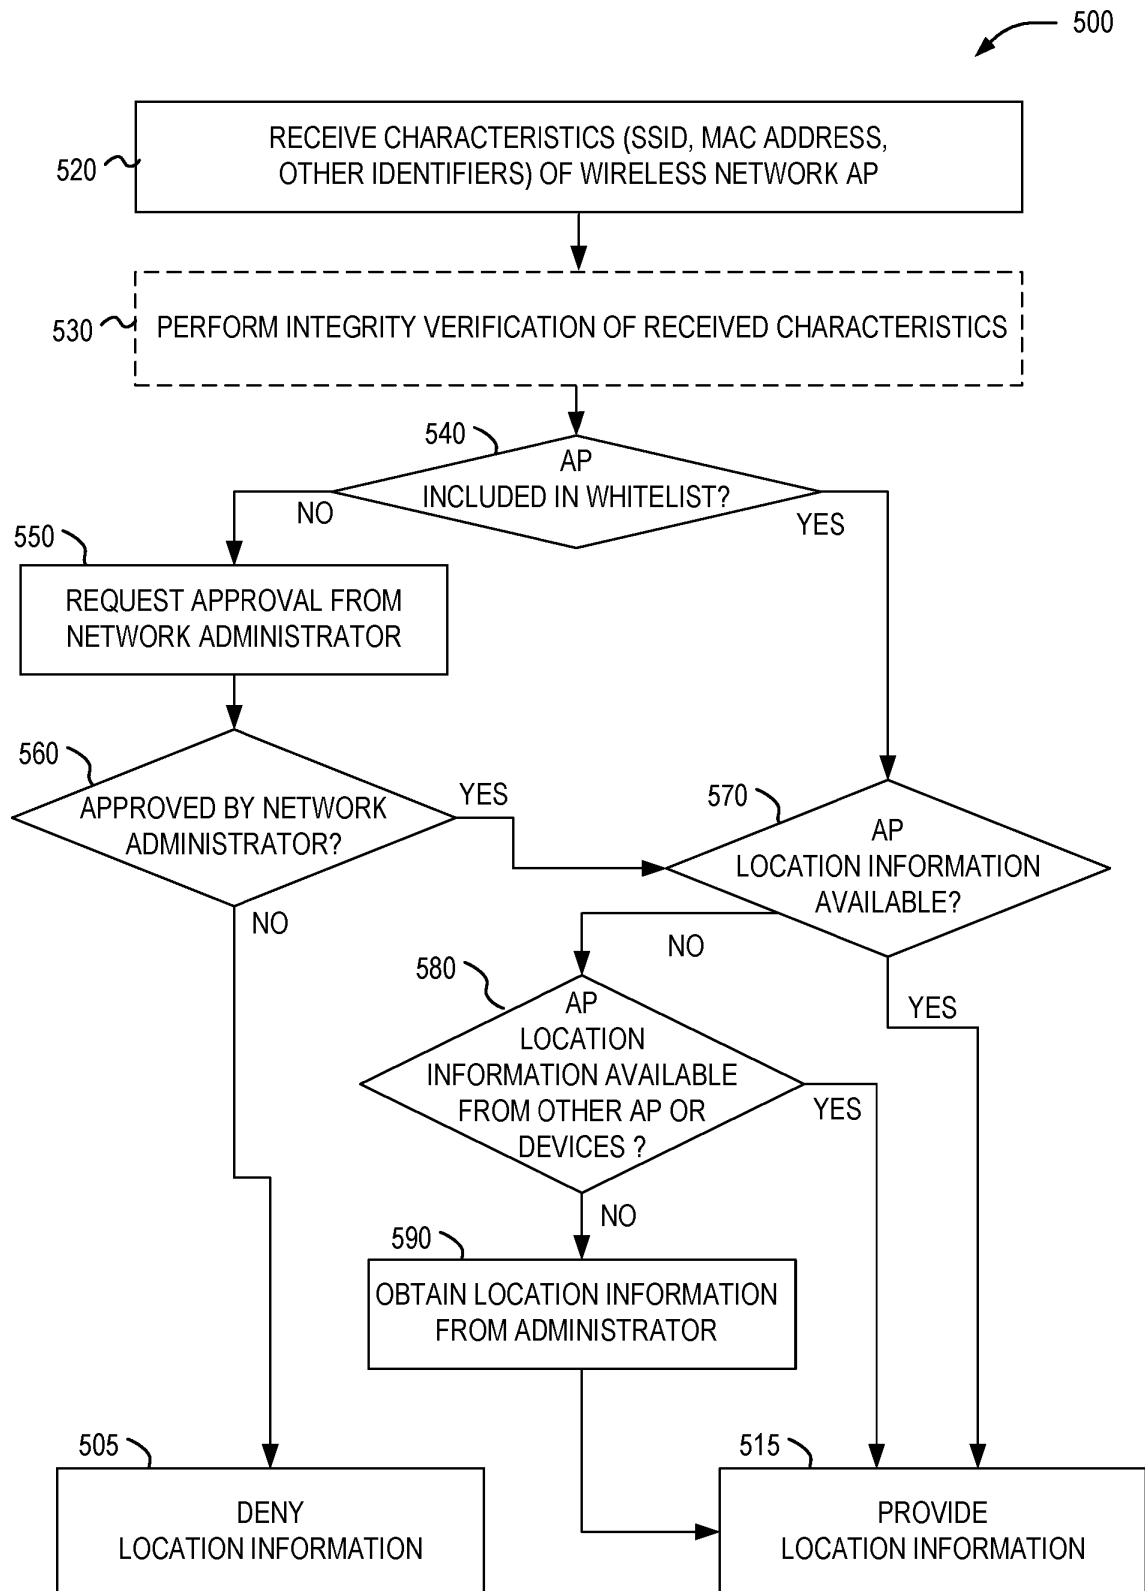 500
RECEIVE CHARACTERISTICS (SSID, MAC ADDRESS,
OTHER IDENTIFIERS) OF WIRELESS NETWORK AP
520
530
PERFORM INTEGRITY VERIFICATION OF RECEIVED CHARACTERISTICS
540
AP
INCLUDED IN WHITELIST?
NO
YES
550
REQUEST APPROVAL FROM
NETWORK ADMINISTRATOR
560
APPROVED BY NETWORK
ADMINISTRATOR?
YES
NO
570
AP
LOCATION INFORMATION
AVAILABLE?
NO
YES
580
AP
LOCATION
INFORMATION AVAILABLE
FROM OTHER AP OR
DEVICES ?
YES
NO
590
OBTAIN LOCATION INFORMATION
FROM ADMINISTRATOR
505
DENY
LOCATION INFORMATION
515
PROVIDE
LOCATION INFORMATION